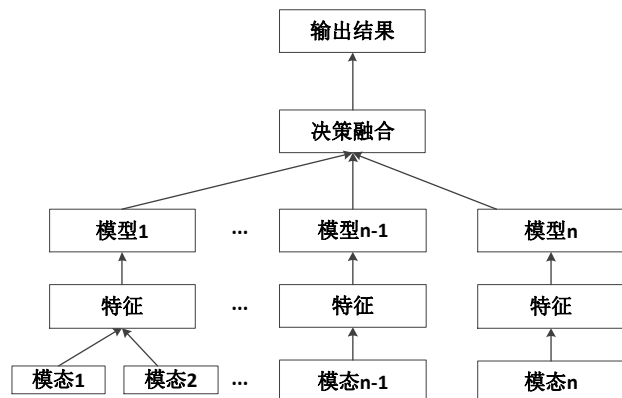 输出结果
决策融合
模型1 ... 模型n-1 模型n
特征 ... 特征 特征
模态1 模态2 ... 模态n-1 模态n